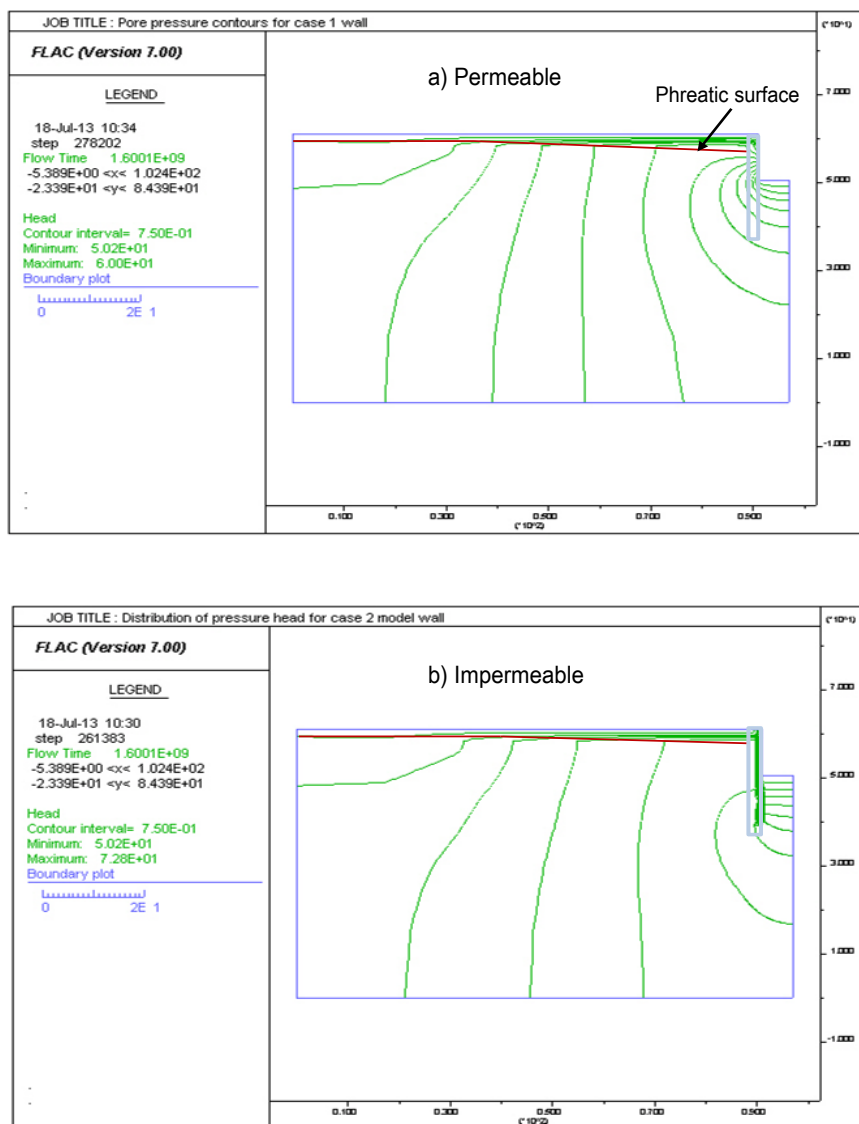 JOB TITLE : Pore pressure contours for case 1 wall
(*10^1)
FLAC (Version 7.00)
LEGEND
18-Jul-13 10:34
step 278202
Flow Time 1.6001E+09
-5.389E+00 <x< 1.024E+02
-2.339E+01 <y< 8.439E+01
Head
Contour interval= 7.50E-01
Minimum: 5.02E+01
Maximum: 6.00E+01
Boundary plot
0 2E 1
a) Permeable
Phreatic surface
7.000
5.000
3.000
1.000
-1.000
0.100 0.300 0.500 0.700 0.900
(*10^2)
JOB TITLE : Distribution of pressure head for case 2 model wall
(*10^1)
FLAC (Version 7.00)
LEGEND
18-Jul-13 10:30
step 261383
Flow Time 1.6001E+09
-5.389E+00 <x< 1.024E+02
-2.339E+01 <y< 8.439E+01
Head
Contour interval= 7.50E-01
Minimum: 5.02E+01
Maximum: 7.28E+01
Boundary plot
0 2E 1
b) Impermeable
7.000
5.000
3.000
1.000
-1.000
0.100 0.300 0.500 0.700 0.900
(*10^2)